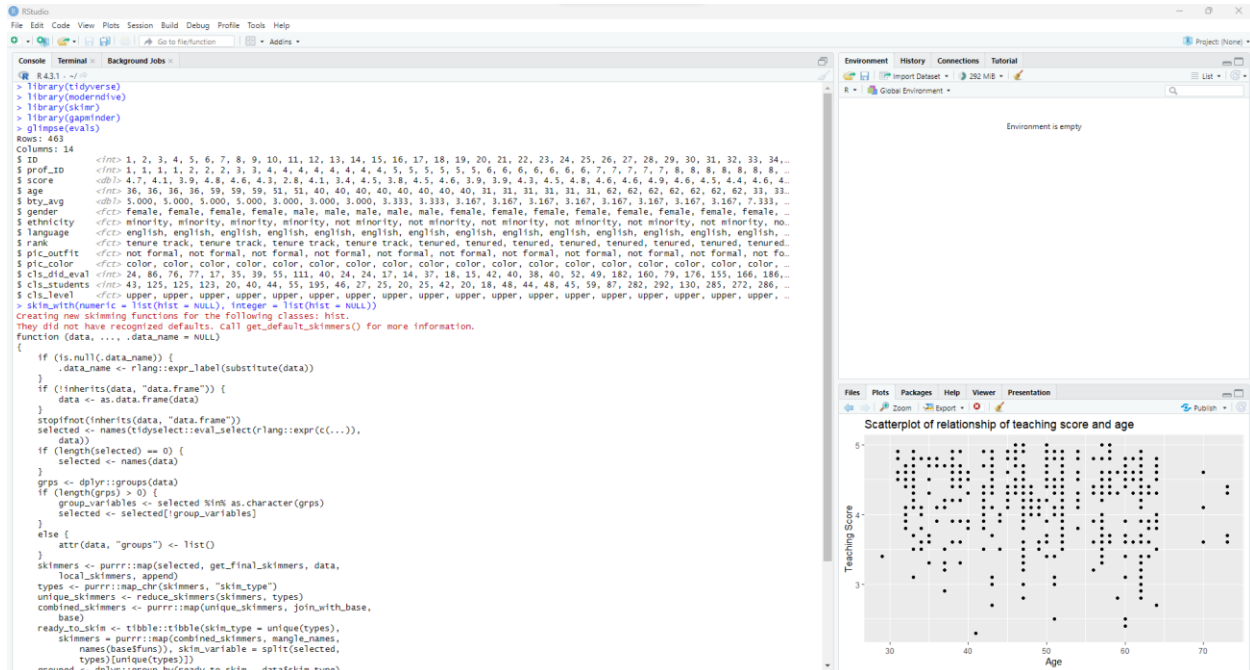 RStudio
File Edit Code View Plots Session Build Debug Profile Tools Help
Go to file/function Addins Project: (None)
Console Terminal Background Jobs
R 4.3.1 · ~/
> library(tidyverse)
> library(moderndive)
> library(skimr)
> library(gapminder)
> glimpse(evals)
Rows: 463
Columns: 14
$ ID <int> 1, 2, 3, 4, 5, 6, 7, 8, 9, 10, 11, 12, 13, 14, 15, 16, 17, 18, 19, 20, 21, 22, 23, 24, 25, 26, 27, 28, 29, 30, 31, 32, 33, 34,…
$ prof_ID <int> 1, 1, 1, 1, 2, 2, 2, 3, 3, 4, 4, 4, 4, 4, 4, 4, 4, 5, 5, 5, 5, 5, 5, 6, 6, 6, 6, 6, 6, 7, 7, 7, 7, 7, 8, 8, 8, 8, 8, 8, 8, …
$ score <dbl> 4.7, 4.1, 3.9, 4.8, 4.6, 4.3, 2.8, 4.1, 3.4, 4.5, 3.8, 4.5, 4.6, 3.9, 3.9, 4.3, 4.5, 4.8, 4.6, 4.6, 4.9, 4.6, 4.5, 4.4, 4.6, 4…
$ age <int> 36, 36, 36, 36, 59, 59, 59, 51, 51, 40, 40, 40, 40, 40, 40, 40, 40, 31, 31, 31, 31, 31, 31, 62, 62, 62, 62, 62, 62, 33, 33…
$ bty_avg <dbl> 5.000, 5.000, 5.000, 5.000, 3.000, 3.000, 3.000, 3.333, 3.333, 3.167, 3.167, 3.167, 3.167, 3.167, 3.167, 3.167, 3.167, 7.333, …
$ gender <fct> female, female, female, female, male, male, male, male, male, female, female, female, female, female, female, female, female, …
$ ethnicity <fct> minority, minority, minority, minority, not minority, not minority, not minority, not minority, not minority, not minority, no…
$ language <fct> english, english, english, english, english, english, english, english, english, english, english, english, english, english, …
$ rank <fct> tenure track, tenure track, tenure track, tenure track, tenured, tenured, tenured, tenured, tenured, tenured, tenured, tenured…
$ pic_outfit <fct> not formal, not formal, not formal, not formal, not formal, not formal, not formal, not formal, not formal, not formal, not fo…
$ pic_color <fct> color, color, color, color, color, color, color, color, color, color, color, color, color, color, color, color, color, color, …
$ cls_did_eval <int> 24, 86, 76, 77, 17, 35, 39, 55, 111, 40, 24, 24, 17, 14, 37, 18, 15, 42, 40, 38, 40, 52, 49, 182, 160, 79, 176, 155, 166, 186,…
$ cls_students <int> 43, 125, 125, 123, 20, 40, 44, 55, 195, 46, 27, 25, 20, 25, 42, 20, 18, 48, 44, 48, 45, 59, 87, 282, 292, 130, 285, 272, 286, …
$ cls_level <fct> upper, upper, upper, upper, upper, upper, upper, upper, upper, upper, upper, upper, upper, upper, upper, upper, upper, upper, …
> skim_with(numeric = list(hist = NULL), integer = list(hist = NULL))
Creating new skimming functions for the following classes: hist.
They did not have recognized defaults. Call get_default_skimmers() for more information.
function (data, ..., .data_name = NULL)
{
if (is.null(.data_name)) {
.data_name <- rlang::expr_label(substitute(data))
}
if (!inherits(data, "data.frame")) {
data <- as.data.frame(data)
}
stopifnot(inherits(data, "data.frame"))
selected <- names(tidyselect::eval_select(rlang::expr(c(...)),
data))
if (length(selected) == 0) {
selected <- names(data)
}
grps <- dplyr::groups(data)
if (length(grps) > 0) {
group_variables <- selected %in% as.character(grps)
selected <- selected[!group_variables]
}
else {
attr(data, "groups") <- list()
}
skimmers <- purrr::map(selected, get_final_skimmers, data,
local_skimmers, append)
types <- purrr::map_chr(skimmers, "skim_type")
unique_skimmers <- reduce_skimmers(skimmers, types)
combined_skimmers <- purrr::map(unique_skimmers, join_with_base,
base)
ready_to_skim <- tibble::tibble(skim_type = unique(types),
skimmers = purrr::map(combined_skimmers, mangle_names,
names(base$funs)), skim_variable = split(selected,
types)[unique(types)])
grouped <- dplyr::group_by(ready_to_skim, .data$skim_type)
Environment History Connections Tutorial
Import Dataset 292 MiB List
R Global Environment
Environment is empty
Files Plots Packages Help Viewer Presentation
Zoom Export Publish
Scatterplot of relationship of teaching score and age
5
4
3
Teaching Score
30 40 50 60 70
Age